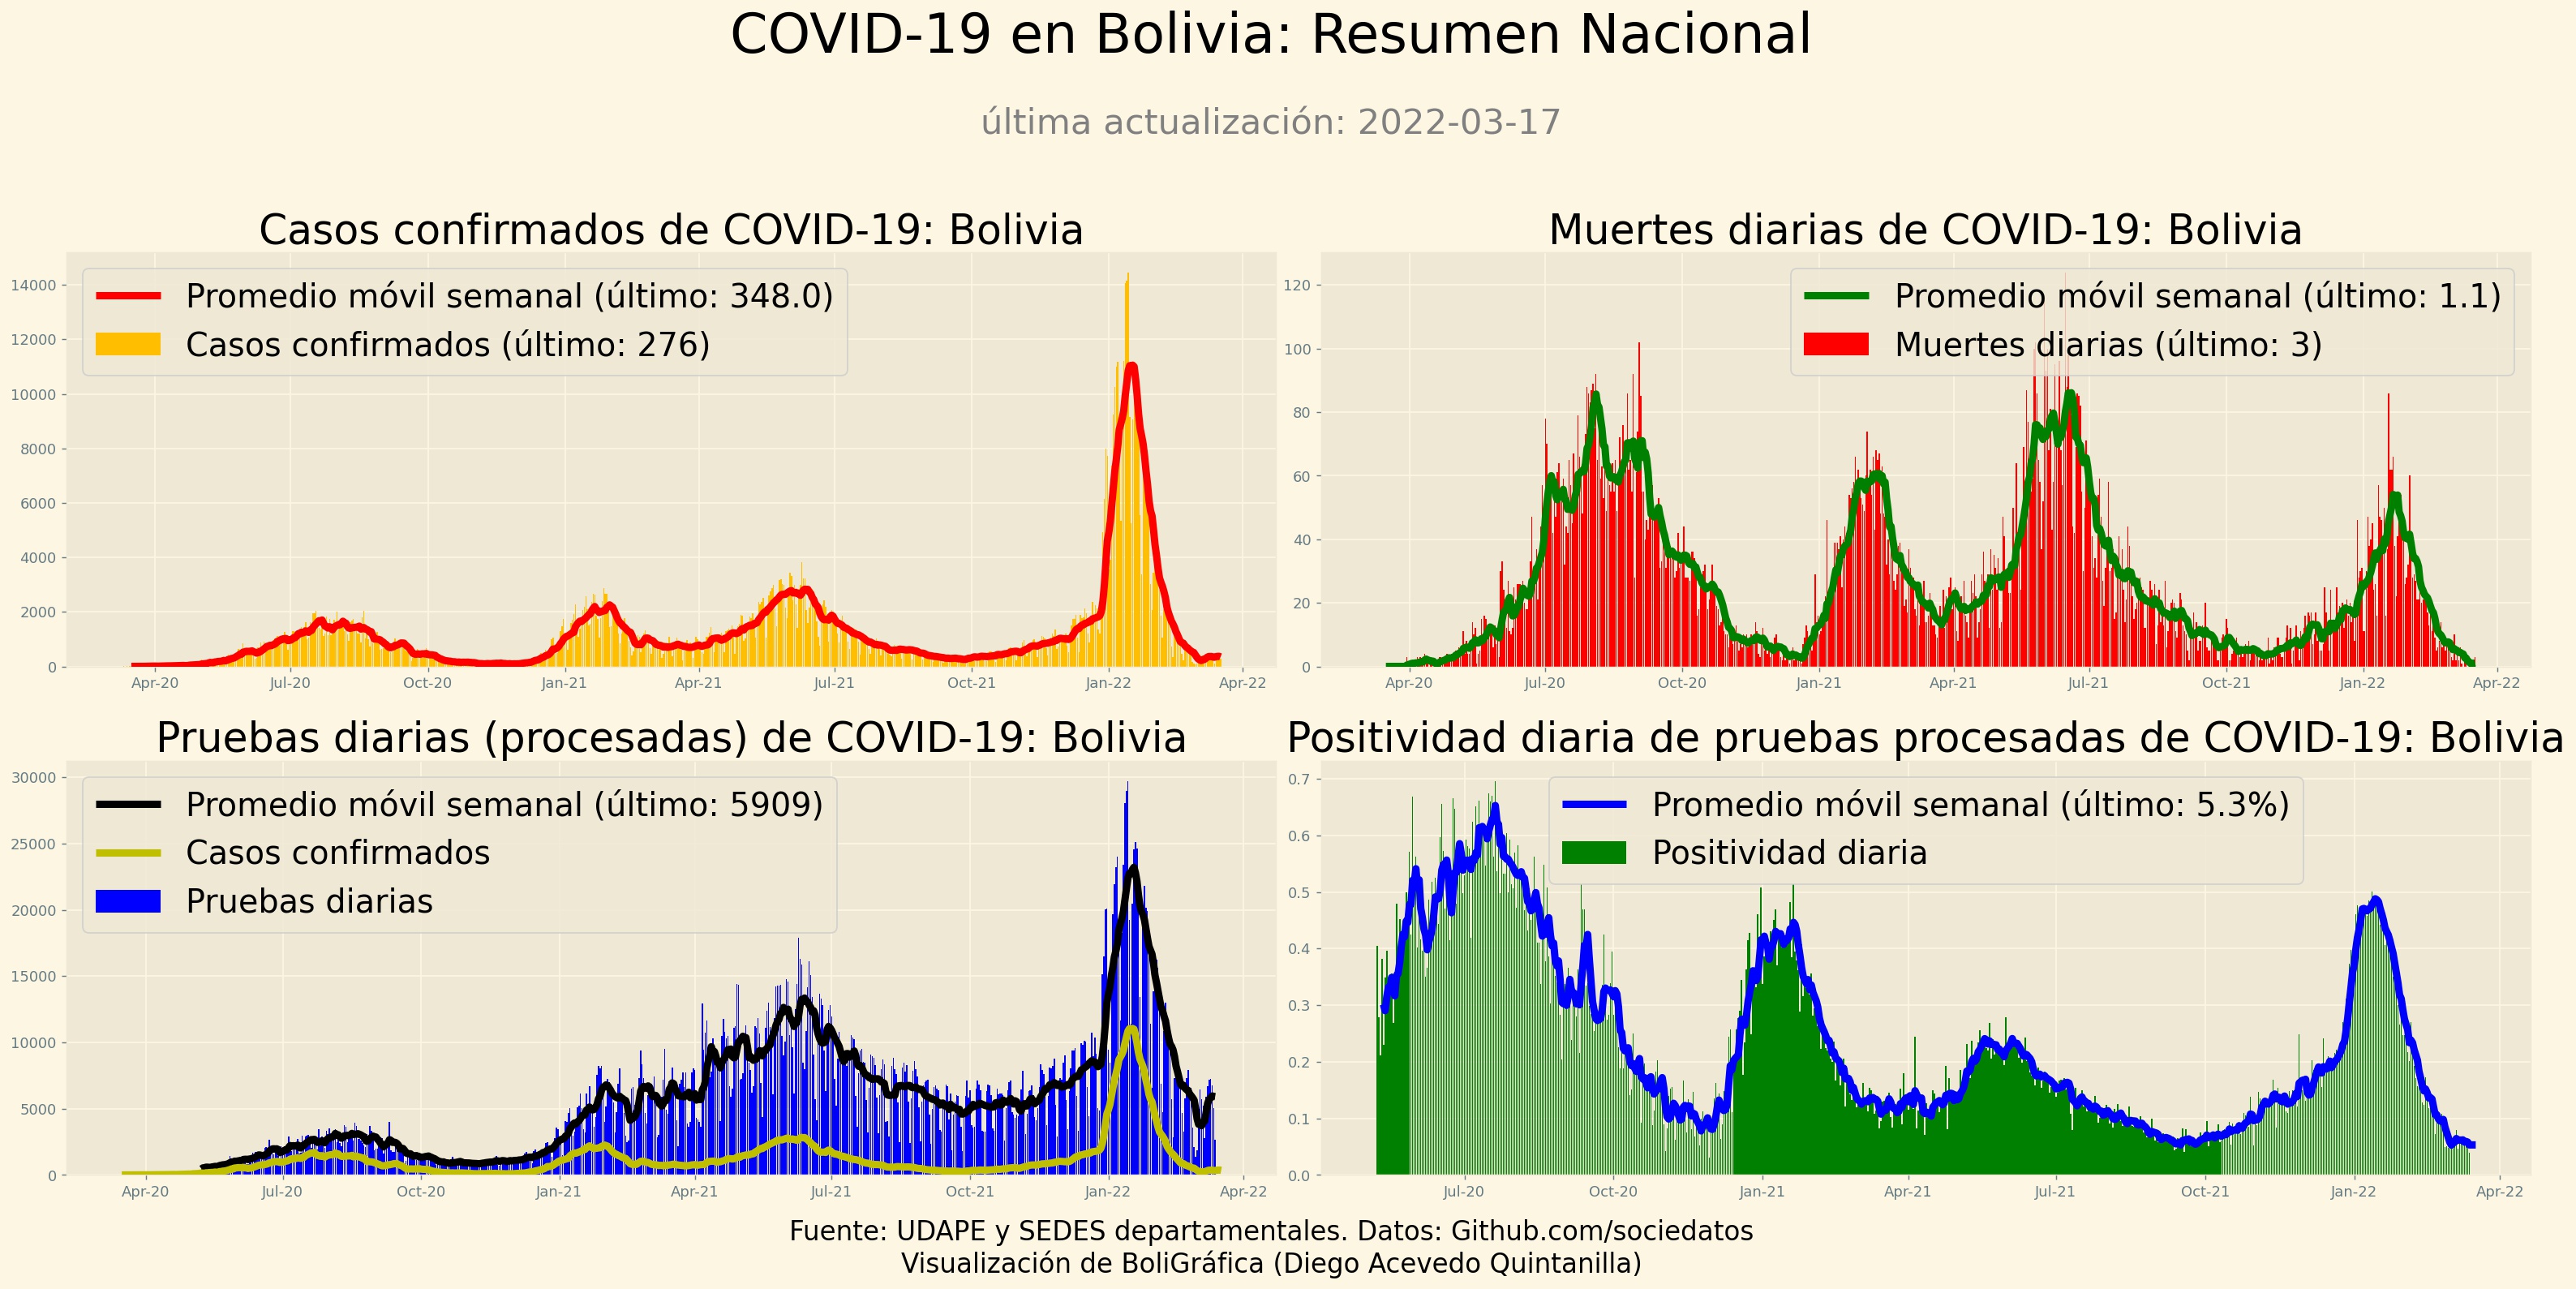 COVID-19 en Bolivia: Resumen Nacional
última actualización: 2022-03-17
Casos confirmados de COVID-19: Bolivia
14000
12000
10000
8000
6000
4000
2000
0
Promedio móvil semanal (último: 348.0)
Casos confirmados (último: 276)
Apr-20 Jul-20 Oct-20 Jan-21 Apr-21 Jul-21 Oct-21 Jan-22 Apr-22
Muertes diarias de COVID-19: Bolivia
120
100
80
60
40
20
0
Promedio móvil semanal (último: 1.1)
Muertes diarias (último: 3)
Apr-20 Jul-20 Oct-20 Jan-21 Apr-21 Jul-21 Oct-21 Jan-22 Apr-22
Pruebas diarias (procesadas) de COVID-19: Bolivia
30000
25000
20000
15000
10000
5000
0
Promedio móvil semanal (último: 5909)
Casos confirmados
Pruebas diarias
Apr-20 Jul-20 Oct-20 Jan-21 Apr-21 Jul-21 Oct-21 Jan-22 Apr-22
Positividad diaria de pruebas procesadas de COVID-19: Bolivia
0.7
0.6
0.5
0.4
0.3
0.2
0.1
0.0
Promedio móvil semanal (último: 5.3%)
Positividad diaria
Jul-20 Oct-20 Jan-21 Apr-21 Jul-21 Oct-21 Jan-22 Apr-22
Fuente: UDAPE y SEDES departamentales. Datos: Github.com/sociedatos
Visualización de BoliGráfica (Diego Acevedo Quintanilla)